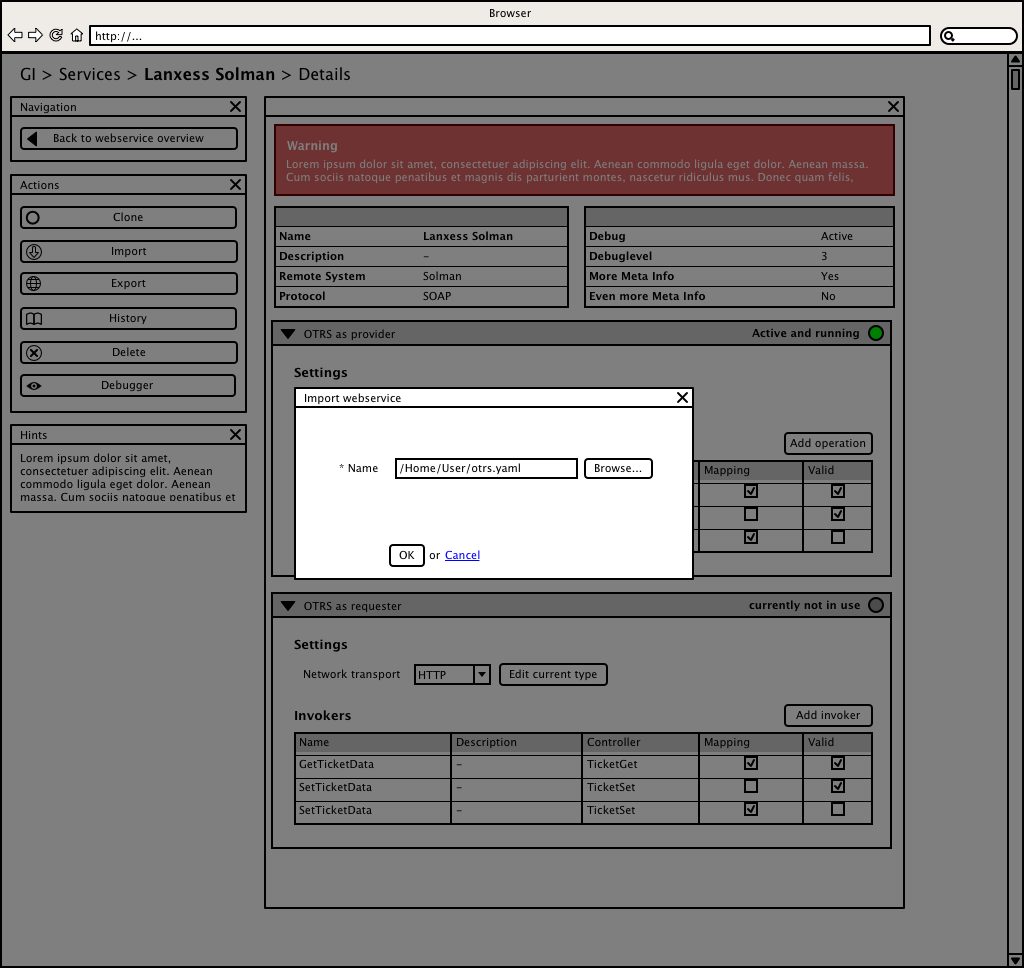 Browser
http://...
GI > Services > Lanxess Solman > Details
Navigation
Back to webservice overview
Actions
Clone
Import
Export
History
Delete
Debugger
Hints
Lorem ipsum dolor sit amet,
consectetuer adipiscing elit. Aenean
commodo ligula eget dolor. Aenean
massa. Cum sociis natoque penatibus et
Warning
Lorem ipsum dolor sit amet, consectetuer adipiscing elit. Aenean commodo ligula eget dolor. Aenean massa.
Cum sociis natoque penatibus et magnis dis parturient montes, nascetur ridiculus mus. Donec quam felis,
Name Lanxess Solman
Description –
Remote System Solman
Protocol SOAP
Debug Active
Debuglevel 3
More Meta Info Yes
Even more Meta Info No
OTRS as provider Active and running
Settings
Add operation
Mapping Valid
Import webservice
* Name /Home/User/otrs.yaml Browse...
OK or Cancel
OTRS as requester currently not in use
Settings
Network transport HTTP Edit current type
Invokers Add invoker
Name Description Controller Mapping Valid
GetTicketData – TicketGet
SetTicketData – TicketSet
SetTicketData – TicketSet